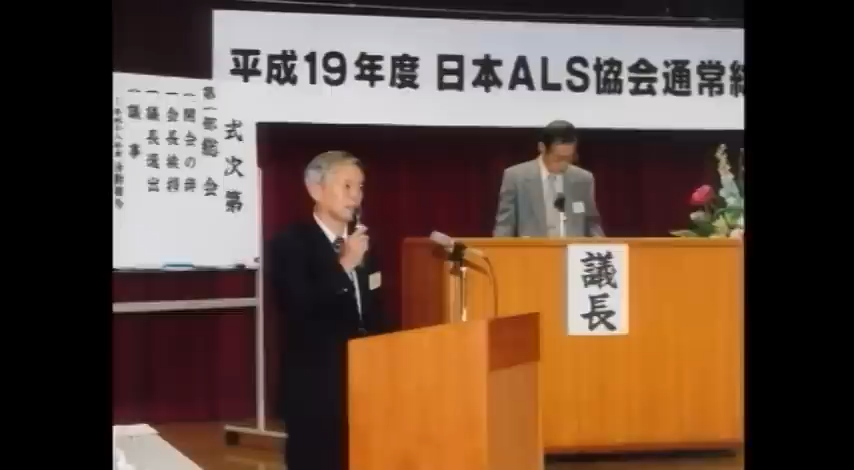 平成19年度 日本ALS協会通常総
式次第
第一部総会
一開会の辞
一会長挨拶
一議長選出
一議事
議長